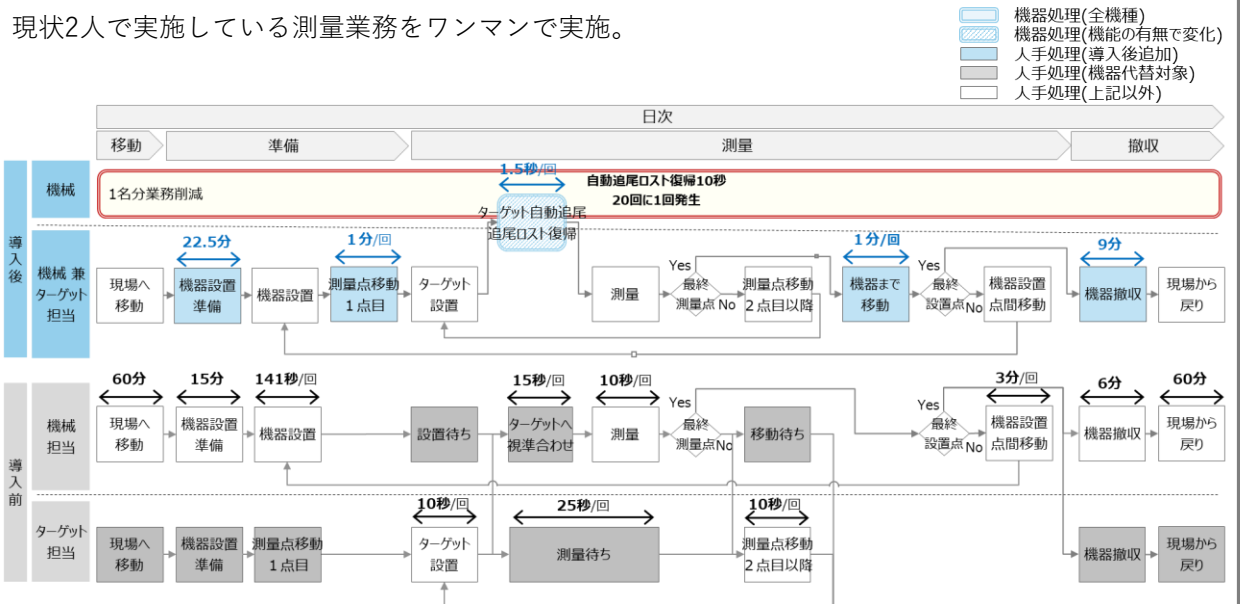 現状2人で実施している測量業務をワンマンで実施。
機器処理(全機種)
機器処理(機能の有無で変化)
人手処理(導入後追加)
人手処理(機器代替対象)
人手処理(上記以外)
日次
移動
準備
測量
撤収
導入後
機械
1名分業務削減
1.5秒/回
自動追尾ロスト復帰10秒
20回に1回発生
ターゲット自動追尾
追尾ロスト復帰
機械 兼
ターゲット
担当
22.5分
1分/回
1分/回
9分
現場へ
移動
機器設置
準備
機器設置
測量点移動
1点目
ターゲット
設置
測量
Yes
最終
測量点
No
測量点移動
2点目以降
機器まで
移動
Yes
最終
設置点
No
機器設置
点間移動
機器撤収
現場から
戻り
導入前
機械
担当
60分
15分
141秒/回
15秒/回
10秒/回
3分/回
6分
60分
現場へ
移動
機器設置
準備
機器設置
設置待ち
ターゲットへ
視準合わせ
測量
Yes
最終
測量点
No
移動待ち
Yes
最終
設置点
No
機器設置
点間移動
機器撤収
現場から
戻り
ターゲット
担当
10秒/回
25秒/回
10秒/回
現場へ
移動
機器設置
準備
測量点移動
1点目
ターゲット
設置
測量待ち
測量点移動
2点目以降
機器撤収
現場から
戻り